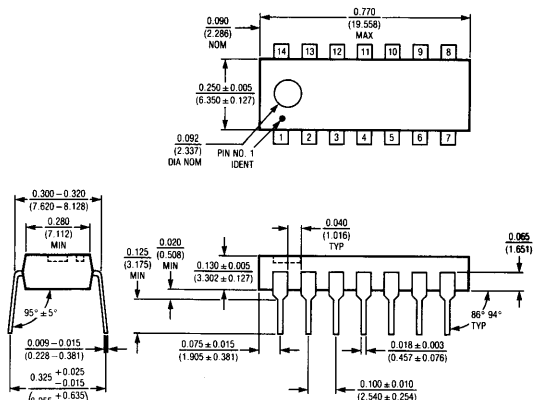 0.090
(2.286)
NOM
0.770
(19.558)
MAX
14 13 12 11 10 9 8
0.250 ± 0.005
(6.350 ± 0.127)
0.092
(2.337)
DIA NOM
PIN NO. 1
IDENT
1 2 3 4 5 6 7
0.300 – 0.320
(7.620 – 8.128)
0.280
(7.112)
MIN
0.125
(3.175)
MIN
0.020
(0.508)
MIN
0.130 ± 0.005
(3.302 ± 0.127)
0.040
(1.016)
TYP
0.065
(1.651)
95° ± 5°
86° 94°
TYP
0.009 – 0.015
(0.228 – 0.381)
0.075 ± 0.015
(1.905 ± 0.381)
0.018 ± 0.003
(0.457 ± 0.076)
0.100 ± 0.010
(2.540 ± 0.254)
0.325 +0.025
–0.015
+0.635